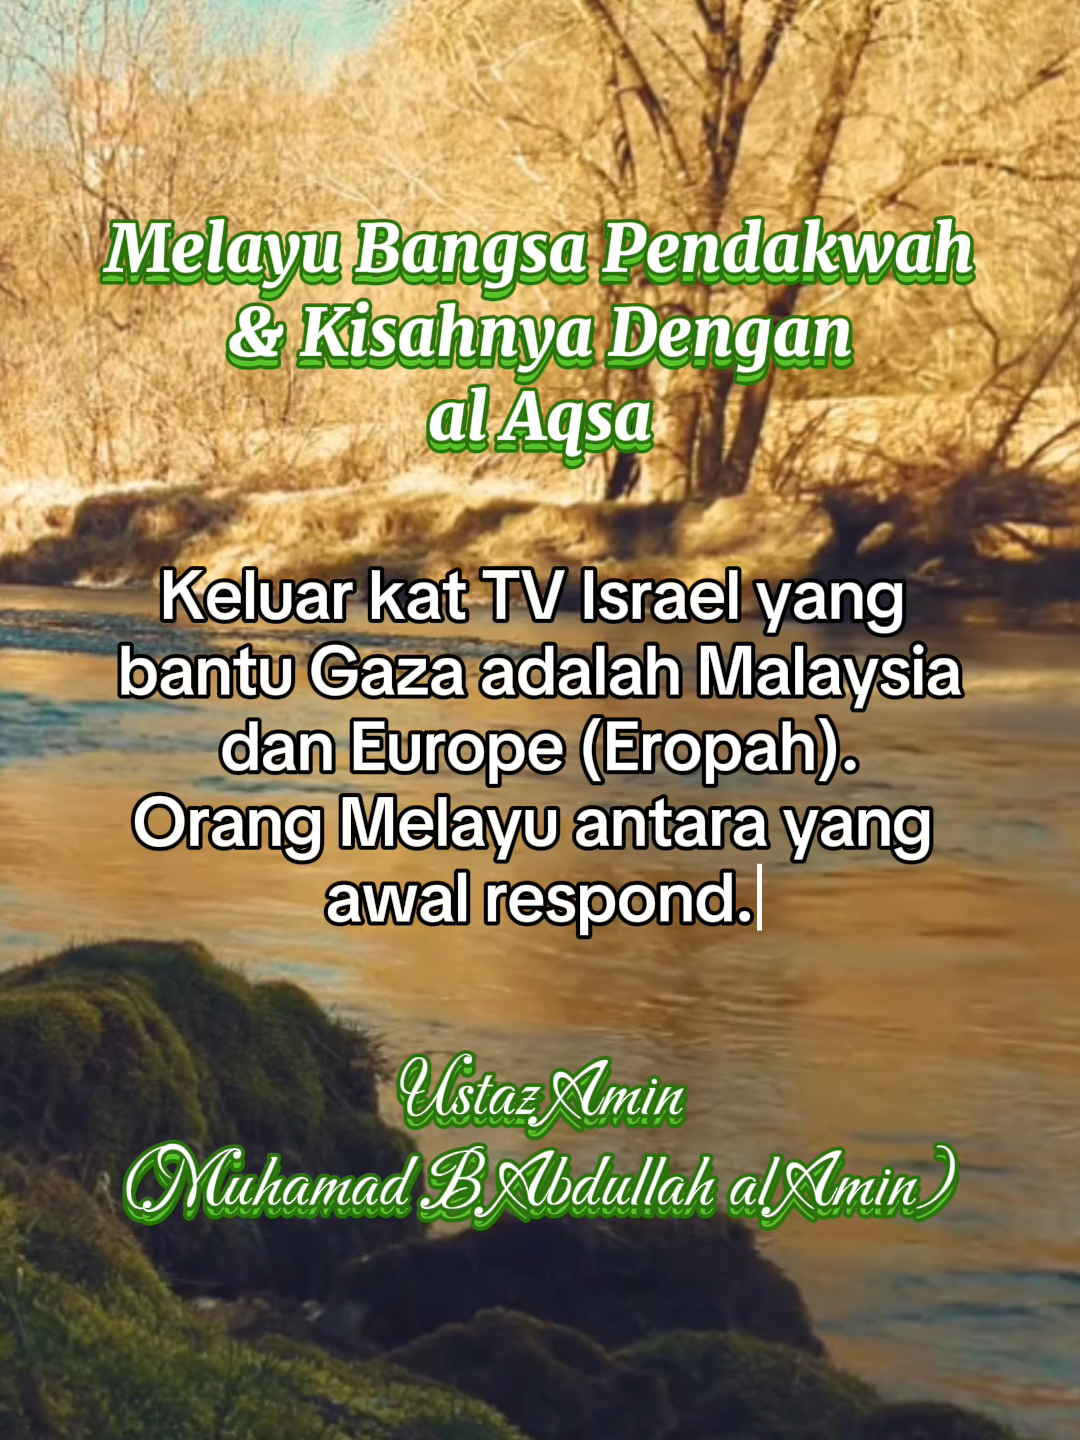 Melayu Bangsa Pendakwah
& Kisahnya Dengan
al Aqsa
Keluar kat TV Israel yang
bantu Gaza adalah Malaysia
dan Europe (Eropah).
Orang Melayu antara yang
awal respond.
Ustaz Amin
(Muhamad B Abdullah al Amin)